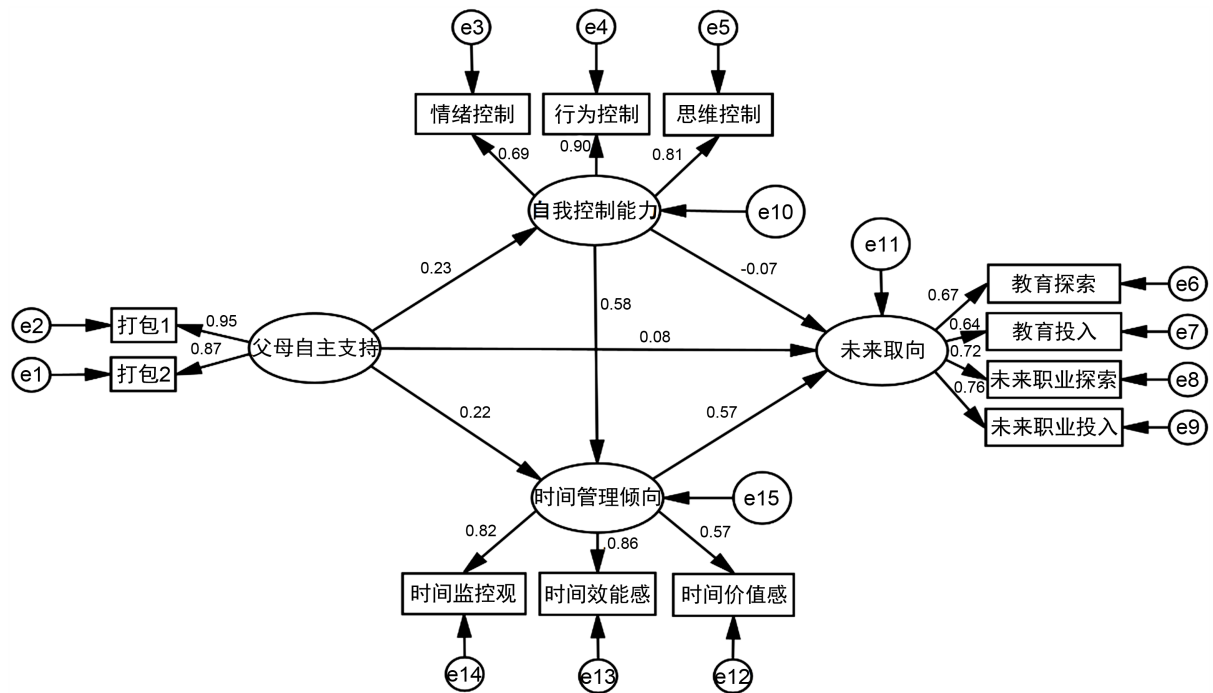 e3
e4
e5
情绪控制
行为控制
思维控制
0.69
0.90
0.81
自我控制能力
e10
e11
0.23
-0.07
0.58
e2
打包1
0.95
e1
打包2
0.87
父母自主支持
0.08
未来取向
0.67
教育探索
e6
0.64
教育投入
e7
0.72
未来职业探索
e8
0.76
未来职业投入
e9
0.22
0.57
时间管理倾向
e15
0.82
0.86
0.57
时间监控观
时间效能感
时间价值感
e14
e13
e12